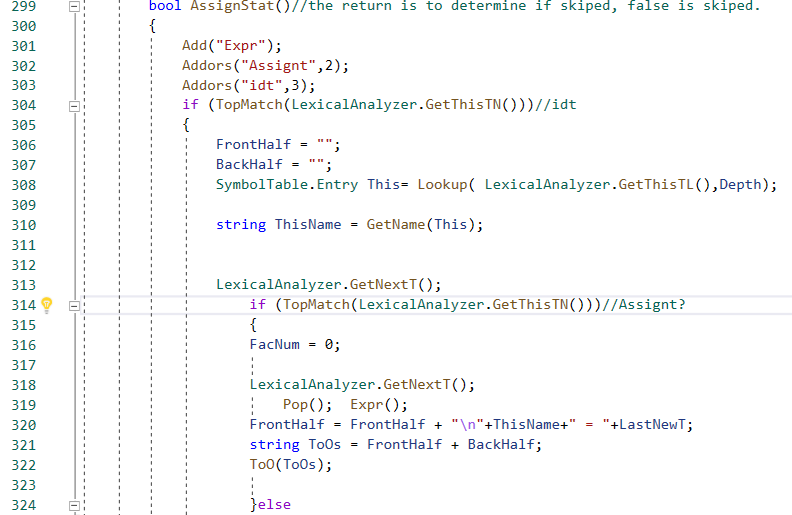 299 bool AssignStat()//the return is to determine if skiped, false is skiped.
300 {
301 Add("Expr");
302 Addors("Assignt",2);
303 Addors("idt",3);
304 if (TopMatch(LexicalAnalyzer.GetThisTN()))//idt
305 {
306 FrontHalf = "";
307 BackHalf = "";
308 SymbolTable.Entry This= Lookup( LexicalAnalyzer.GetThisTL(),Depth);
309
310 string ThisName = GetName(This);
311
312
313 LexicalAnalyzer.GetNextT();
314 if (TopMatch(LexicalAnalyzer.GetThisTN()))//Assignt?
315 {
316 FacNum = 0;
317
318 LexicalAnalyzer.GetNextT();
319 Pop(); Expr();
320 FrontHalf = FrontHalf + "\n"+ThisName+" = "+LastNewT;
321 string ToOs = FrontHalf + BackHalf;
322 ToO(ToOs);
323
324 }else